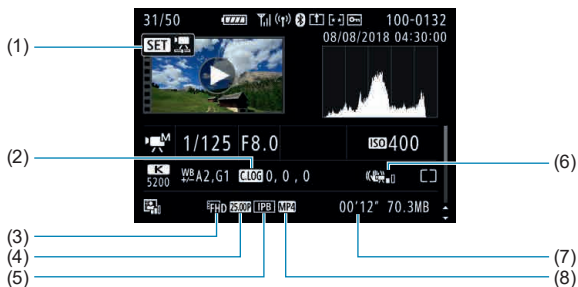 31/50 100-0132
08/08/2018 04:30:00
(1) SET
M 1/125 F8.0 ISO 400
(2) (6)
K 5200 WB +/- A2,G1 C.LOG 0, 0, 0
FHD 25.00P IPB MP4 00'12" 70.3MB
(3)
(4)
(5)
(7)
(8)